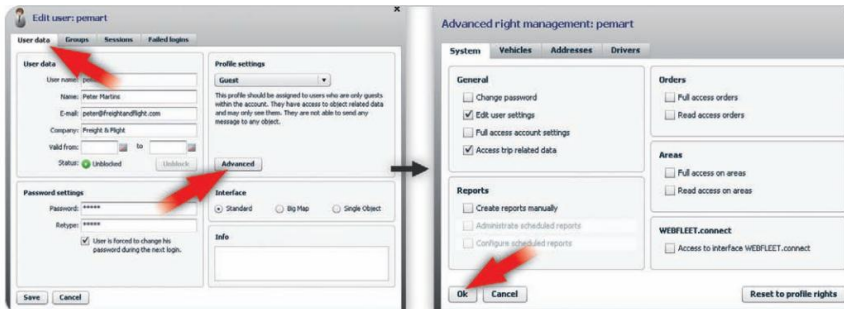 Edit user: pemart
x
User data Groups Sessions Failed logins
User data
User name:
Name: Peter Martins
E-mail: peter@freightandflight.com
Company: Freight & Flight
Valid from: to
Status: Unblocked Unblock
Password settings
Password: *****
Retype: *****
User is forced to change his
password during the next login.
Save Cancel
Profile settings
Guest
This profile should be assigned to users who are only guests
within the account. They have access to object related data
and may only see them. They are not able to send any
message to any object.
Advanced
Interface
Standard Big Map Single Object
Info
Advanced right management: pemart
System Vehicles Addresses Drivers
General
Change password
Edit user settings
Full access account settings
Access trip related data
Reports
Create reports manually
Administrate scheduled reports
Configure scheduled reports
Orders
Full access orders
Read access orders
Areas
Full access on areas
Read access on areas
WEBFLEET.connect
Access to interface WEBFLEET.connect
Ok Cancel Reset to profile rights